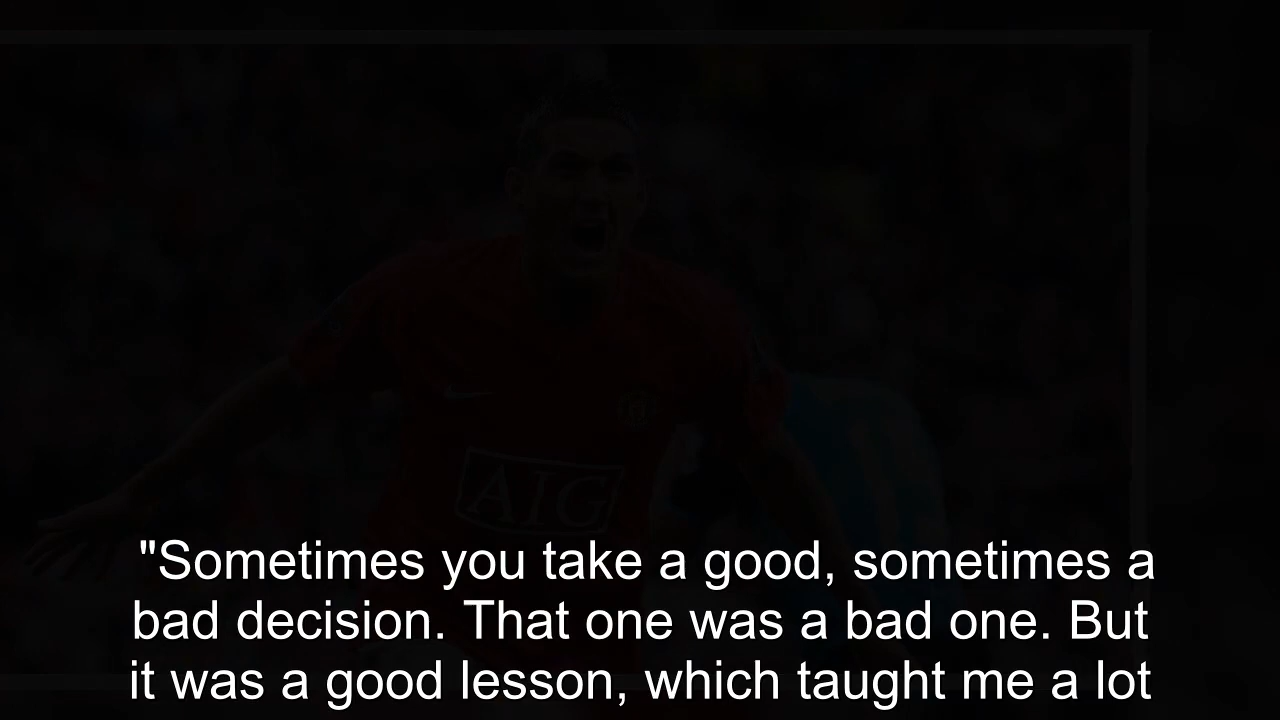 AIG
"Sometimes you take a good, sometimes a
bad decision. That one was a bad one. But
it was a good lesson, which taught me a lot